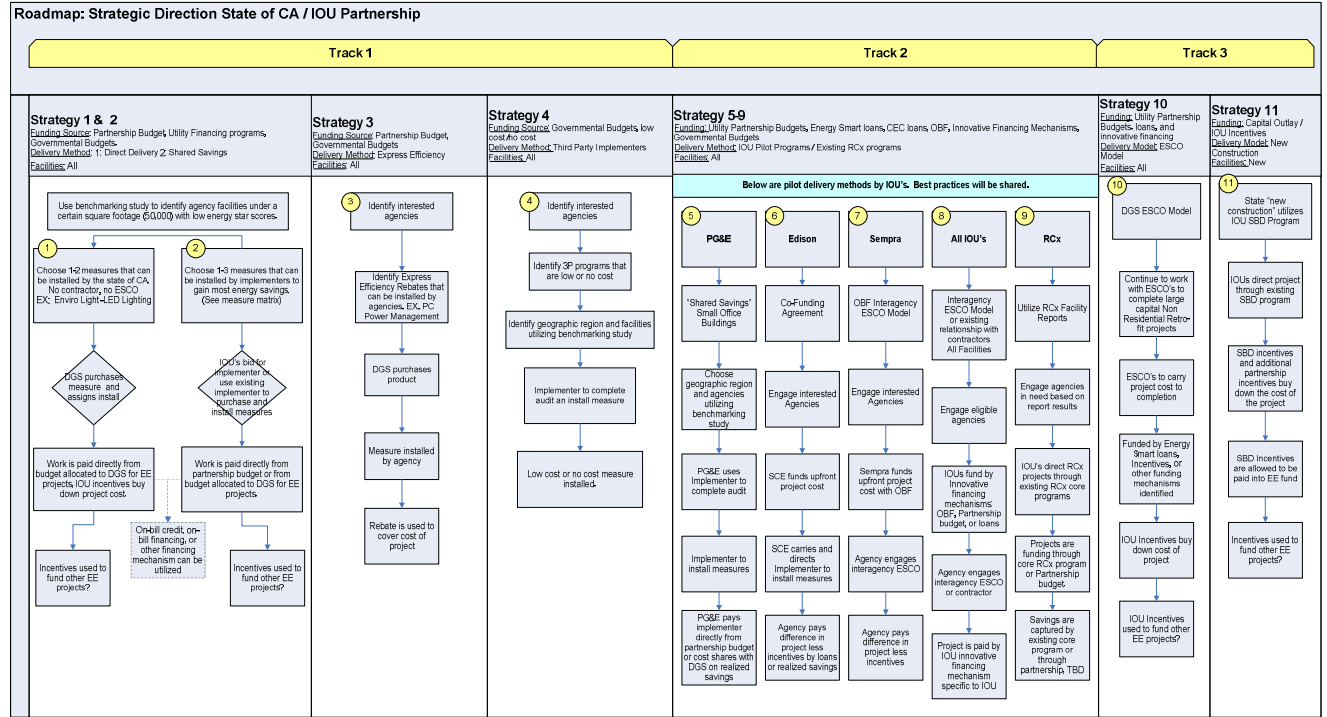 Roadmap: Strategic Direction State of CA / IOU Partnership
Track 1
Track 2
Track 3
Strategy 1 & 2
Funding Source: Partnership Budget, Utility Financing programs,
Governmental Budgets.
Delivery Method: 1: Direct Delivery 2: Shared Savings
Facilities: All
Strategy 3
Funding Source: Partnership Budget,
Governmental Budgets
Delivery Method: Express Efficiency
Facilities: All
Strategy 4
Funding Source: Governmental Budgets, low
cost/no cost
Delivery Method: Third Party Implementers
Facilities: All
Strategy 5-9
Funding: Utility Partnership Budgets, Energy Smart loans, CEC loans, OBF, Innovative Financing Mechanisms,
Governmental Budgets
Delivery Method: IOU Pilot Programs / Existing RCx programs
Facilities: All
Strategy 10
Funding: Utility Partnership
Budgets- loans, and
innovative financing
Delivery Model: ESCO
Model
Facilities: All
Strategy 11
Funding: Capital Outlay /
IOU Incentives
Delivery Model: New
Construction
Facilities: New
Use benchmarking study to identify agency facilities under a
certain square footage (50,000) with low energy star scores.
1
Choose 1-2 measures that can
be installed by the state of CA.
No contractor, no ESCO
EX: Enviro Light-LED Lighting
DGS purchases
measure and
assigns install
Work is paid directly from
budget allocated to DGS for EE
projects, IOU incentives buy
down project cost.
Incentives used to
fund other EE
projects?
On-bill credit, on-
bill financing, or
other financing
mechanism can be
utilized
2
Choose 1-3 measures that can
be installed by implementers to
gain most energy savings.
(See measure matrix)
IOU's bid for
implementer or
use existing
implementer to
purchase and
install measures
Work is paid directly from
partnership budget or from
budget allocated to DGS for EE
projects.
Incentives used to
fund other EE
projects?
3
Identify interested
agencies
Identify Express
Efficiency Rebates
that can be installed by
agencies. EX. PC
Power Management
DGS purchases
product
Measure installed
by agency
Rebate is used to
cover cost of
project
4
Identify interested
agencies
Identify 3P programs that
are low or no cost
Identify geographic region and facilities
utilizing benchmarking study
Implementer to complete
audit an install measure
Low cost or no cost measure
installed.
Below are pilot delivery methods by IOU's. Best practices will be shared.
5
PG&E
"Shared Savings"
Small Office
Buildings
Choose
geographic region
and agencies
utilizing
benchmarking
study
PG&E uses
Implementer to
complete audit
Implementer to
install measures
PG&E pays
implementer
directly from
partnership budget
or cost shares with
DGS on realized
savings
6
Edison
Co-Funding
Agreement
Engage interested
Agencies
SCE funds upfront
project cost
SCE carries and
directs
Implementer to
install measures
Agency pays
difference in
project less
incentives by loans
or realized savings
7
Sempra
OBF Interagency
ESCO Model
Engage interested
Agencies
Sempra funds
upfront project
cost with OBF
Agency engages
interagency ESCO
Agency pays
difference in
project less
incentives
8
All IOU's
Interagency
ESCO Model
or existing
relationship with
contractors
All Facilities
Engage eligible
agencies
IOUs fund by
Innovative
financing
mechanisms:
OBF, Partnership
budget, or loans
Agency engages
interagency ESCO
or contractor
Project is paid by
IOU innovative
financing
mechanism
specific to IOU
9
RCx
Utilize RCx Facility
Reports
Engage agencies
in need based on
report results
IOU's direct RCx
projects through
existing RCx core
programs
Projects are
funding through
core RCx program
or Partnership
budget.
Savings are
captured by
existing core
program or
through
partnership, TBD
10
DGS ESCO Model
Continue to work
with ESCO's to
complete large
capital Non
Residential Retro-
fit projects
ESCO's to carry
project cost to
completion
Funded by Energy
Smart loans,
Incentives, or
other funding
mechanisms
identified
IOU Incentives buy
down cost of
project
IOU Incentives
used to fund other
EE projects?
11
State "new
construction" utilizes
IOU SBD Program
IOUs direct project
through existing
SBD program
SBD incentives
and additional
partnership
incentives buy
down the cost of
the project
SBD Incentives
are allowed to be
paid into EE fund
Incentives used to
fund other EE
projects?